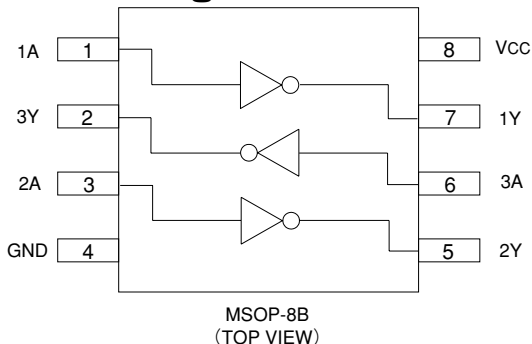 1A 1 8 VCC
3Y 2 7 1Y
2A 3 6 3A
GND 4 5 2Y
MSOP-8B
(TOP VIEW)